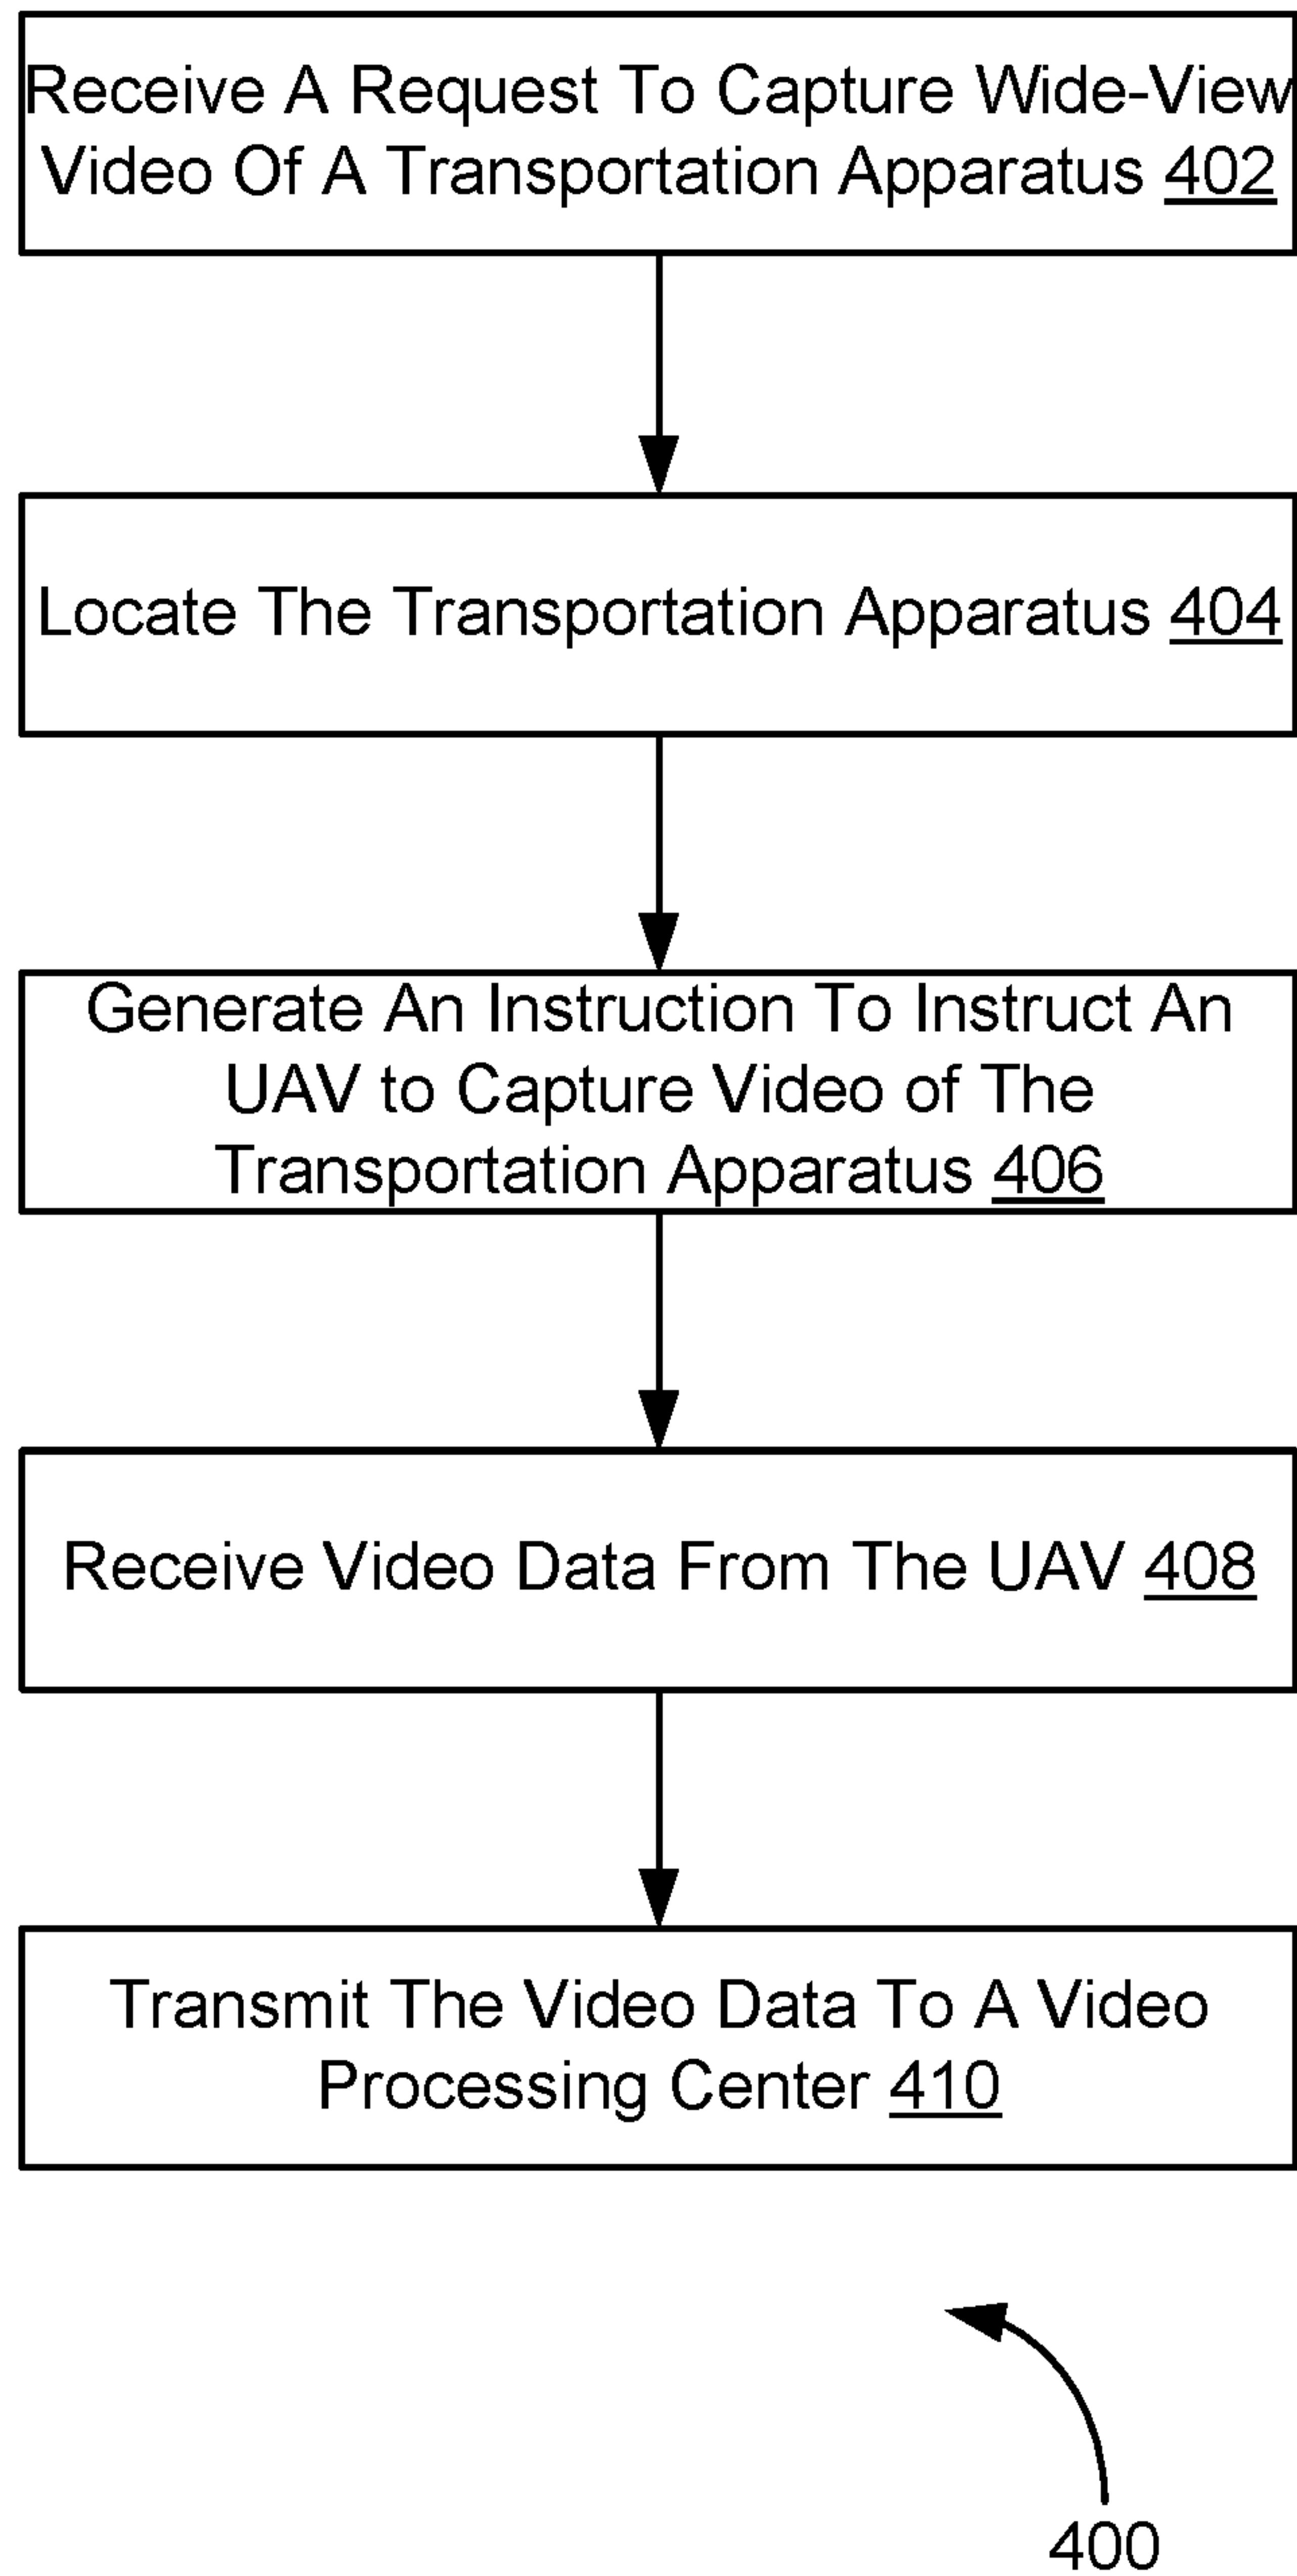 Receive A Request To Capture Wide-View
Video Of A Transportation Apparatus 402
Locate The Transportation Apparatus 404
Generate An Instruction To Instruct An
UAV to Capture Video of The
Transportation Apparatus 406
Receive Video Data From The UAV 408
Transmit The Video Data To A Video
Processing Center 410
400